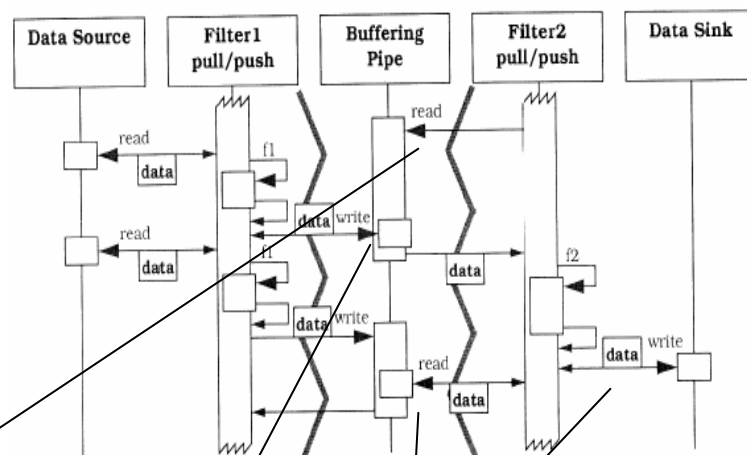 Data Source
Filter1
pull/push
Buffering
Pipe
Filter2
pull/push
Data Sink
read
read
f1
data
data
write
read
f1
data
data
f2
data
write
data
write
read
data